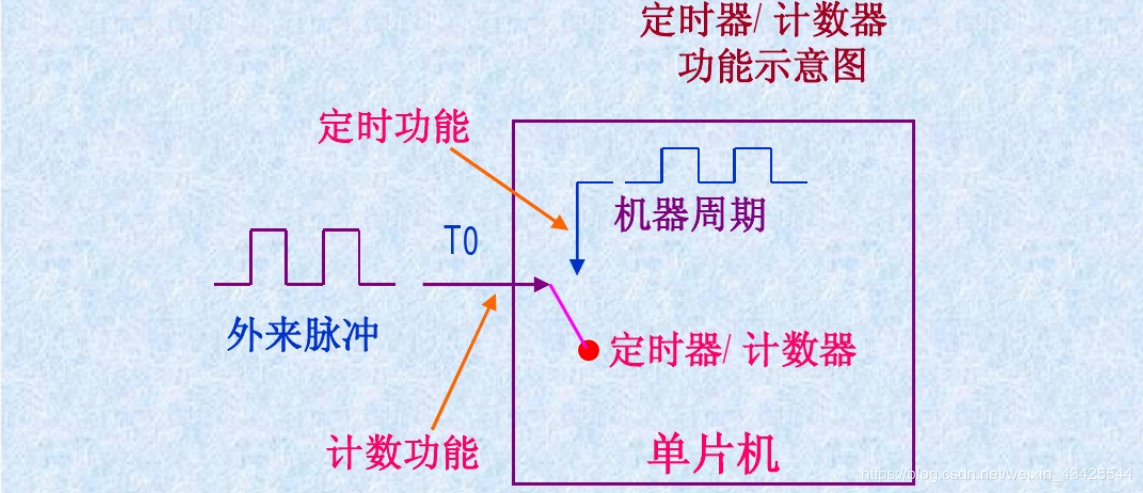 定时器/ 计数器
功能示意图
定时功能
机器周期
T0
外来脉冲
定时器/ 计数器
计数功能
单片机
https://blog.csdn.net/weixin_43425544